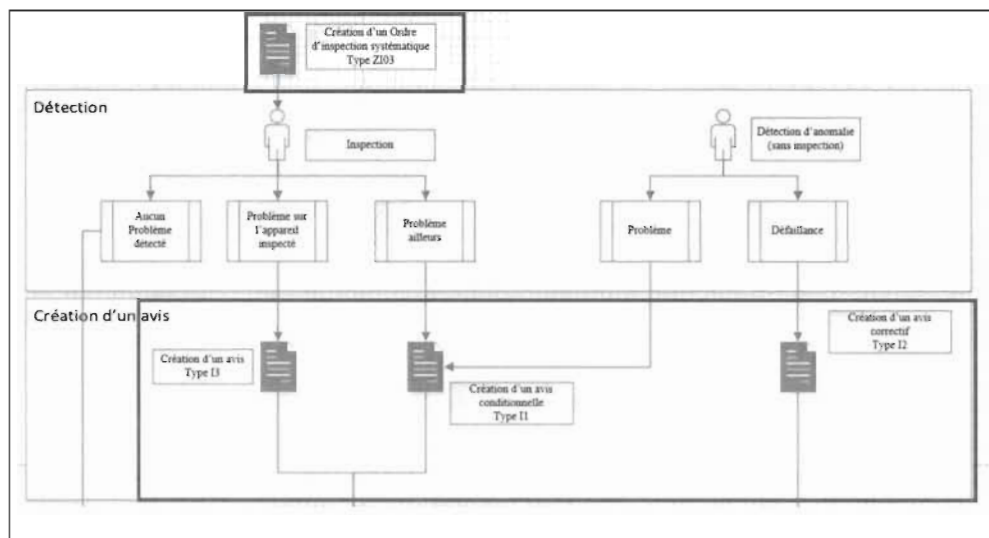 Création d'un Ordre
d'inspection systématique
Type ZI03
Détection
Inspection
Détection d'anomalie
(sans inspection)
Aucun
Problème
détecté
Problème sur
l'appareil
inspecté
Problème
ailleurs
Problème
Défaillance
Création d'un avis
Création d'un avis
Type I3
Création d'un avis
conditionnelle
Type I1
Création d'un avis
correctif
Type I2